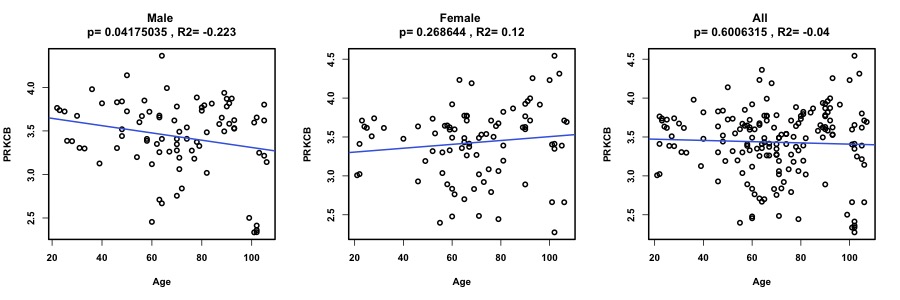 Male
p= 0.04175035 , R2= -0.223
PRKCB
4.0
3.5
3.0
2.5
20 40 60 80 100
Age
Female
p= 0.268644 , R2= 0.12
PRKCB
4.5
4.0
3.5
3.0
2.5
20 40 60 80 100
Age
All
p= 0.6006315 , R2= -0.04
PRKCB
4.5
4.0
3.5
3.0
2.5
20 40 60 80 100
Age